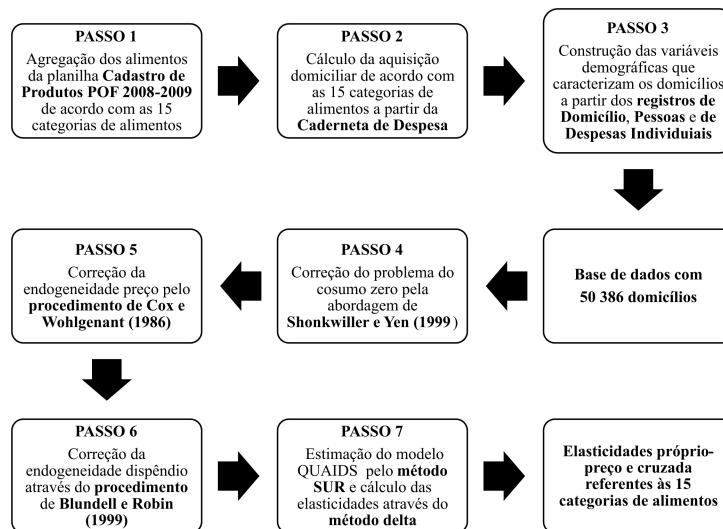 PASSO 1
Agregação dos alimentos
da planilha Cadastro de
Produtos POF 2008-2009
de acordo com as 15
categorias de alimentos
PASSO 2
Cálculo da aquisição
domiciliar de acordo com
as 15 categorias de
alimentos a partir da
Caderneta de Despesa
PASSO 3
Construção das variáveis
demográficas que
caracterizam os domicílios
a partir dos registros de
Domicílio, Pessoas e de
Despesas Individuiais
Base de dados com
50 386 domicílios
PASSO 4
Correção do problema do
cosumo zero pela
abordagem de
Shonkwiller e Yen (1999)
PASSO 5
Correção da
endogeneidade preço pelo
procedimento de Cox e
Wohlgenant (1986)
PASSO 6
Correção da
endogeneidade dispêndio
através do procedimento
de Blundell e Robin
(1999)
PASSO 7
Estimação do modelo
QUAIDS pelo método
SUR e cálculo das
elasticidades através do
método delta
Elasticidades próprio-
preço e cruzada
referentes às 15
categorias de alimentos